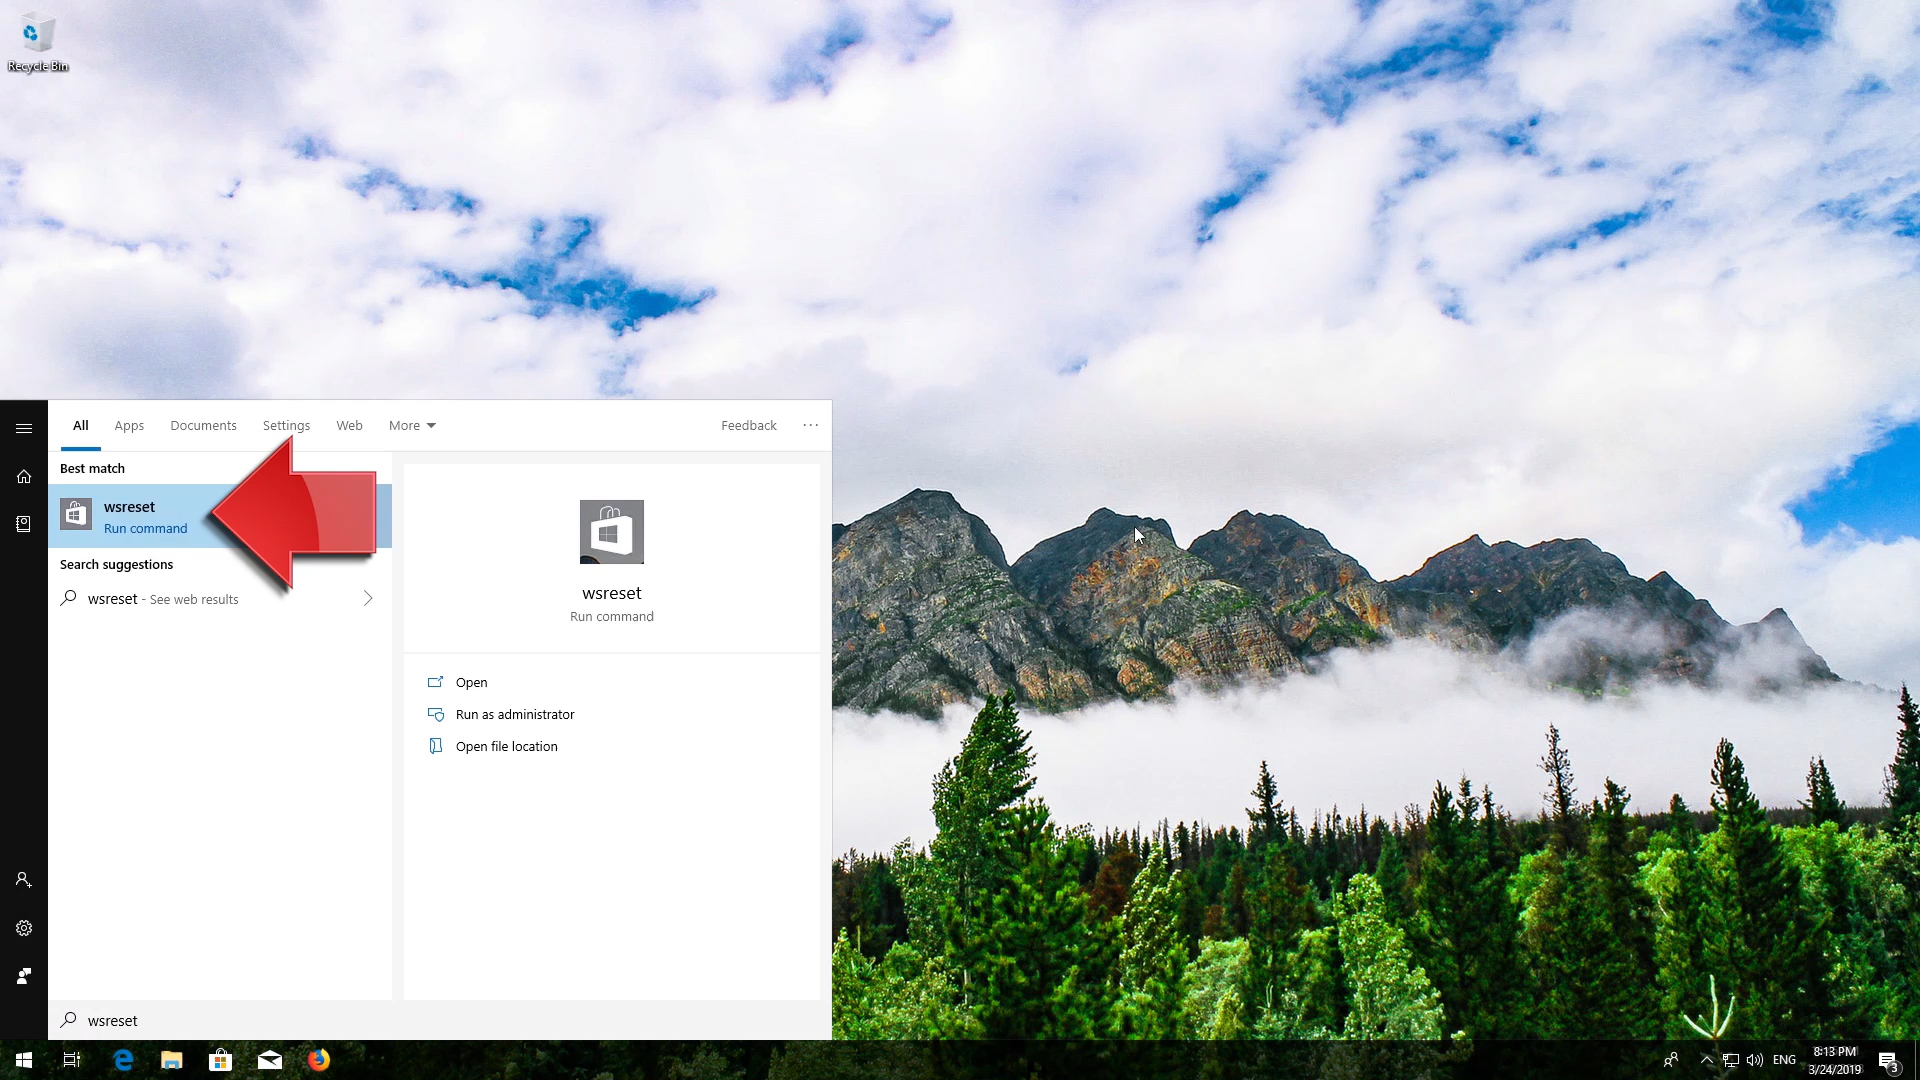 Recycle Bin
All Apps Documents Settings Web More Feedback ...
Best match
wsreset
Run command
Search suggestions
wsreset - See web results
wsreset
Run command
Open
Run as administrator
Open file location
wsreset
ENG
8:13 PM
3/24/2019
3